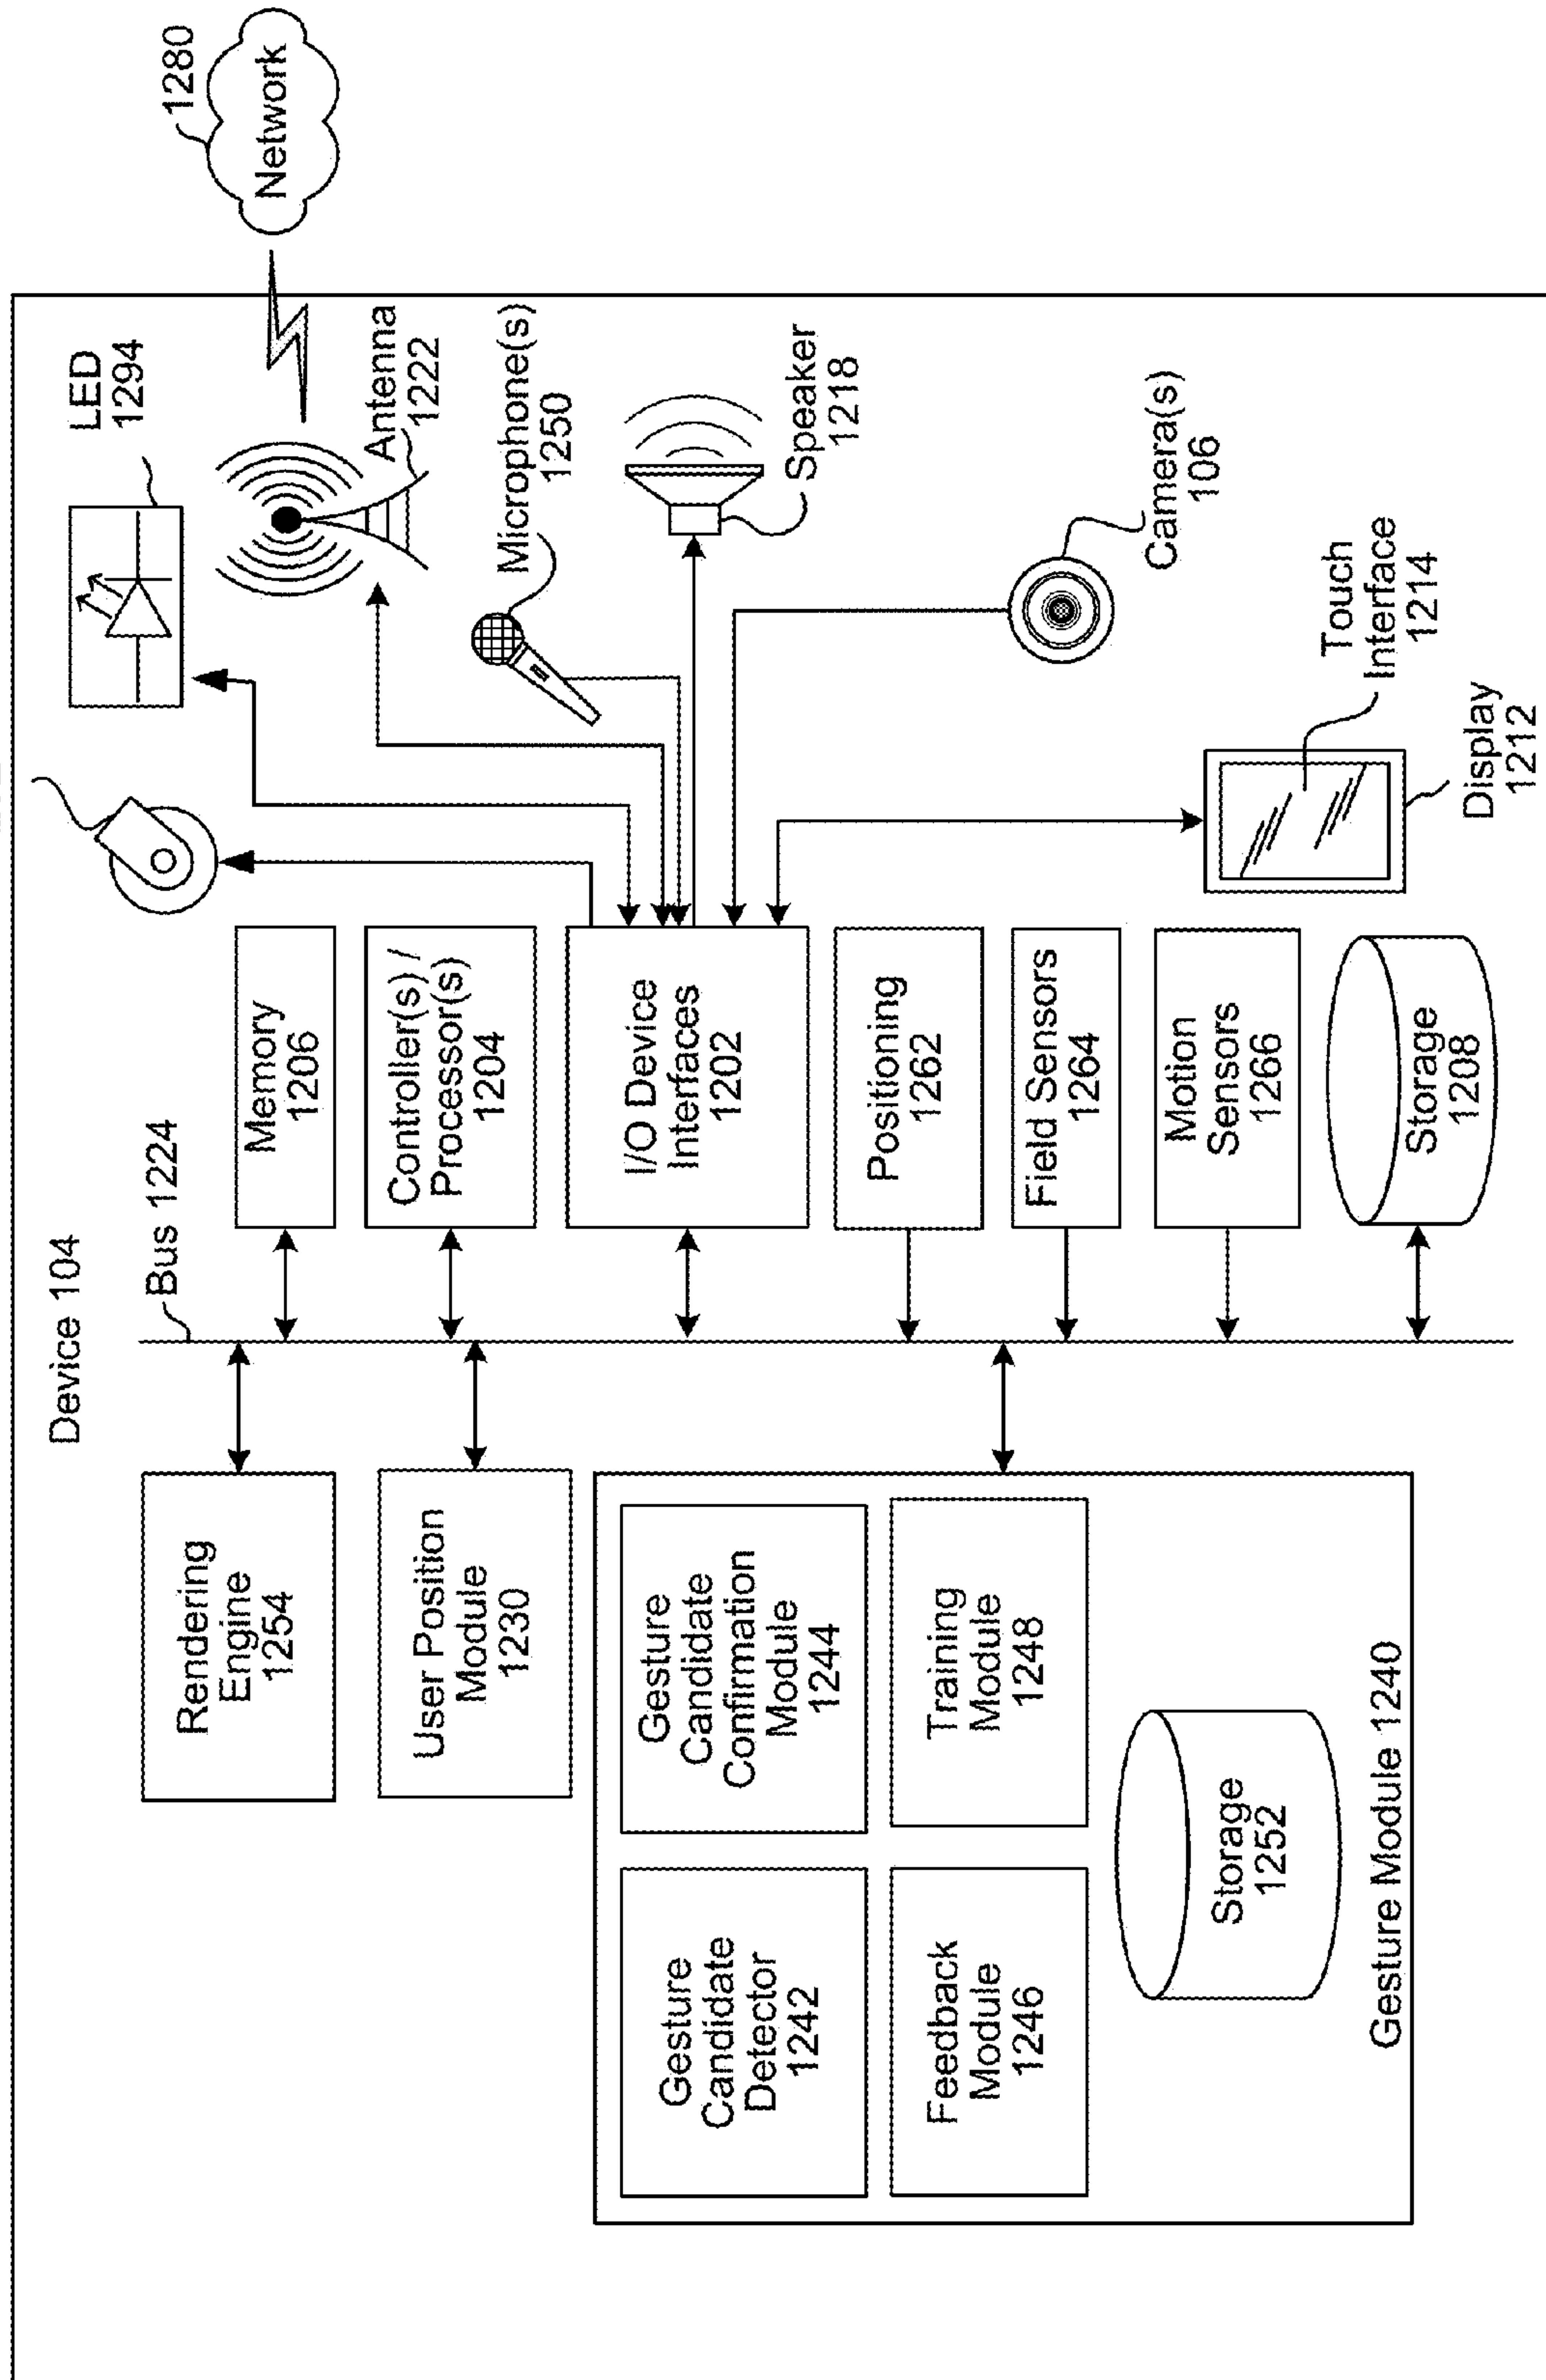 Device 104
Bus 1224
Rendering
Engine
1254
User Position
Module
1230
Gesture
Candidate
Detector
1242
Gesture
Candidate
Confirmation
Module
1244
Feedback
Module
1246
Training
Module
1248
Storage
1252
Gesture Module 1240
Memory
1206
Controller(s) /
Processor(s)
1204
I/O Device
Interfaces
1202
Positioning
1262
Field Sensors
1264
Motion
Sensors
1266
Storage
1208
LED
1294
Antenna
1222
Microphone(s)
1250
Speaker
1218
Camera(s)
106
Touch
Interface
1214
Display
1212
1280
Network